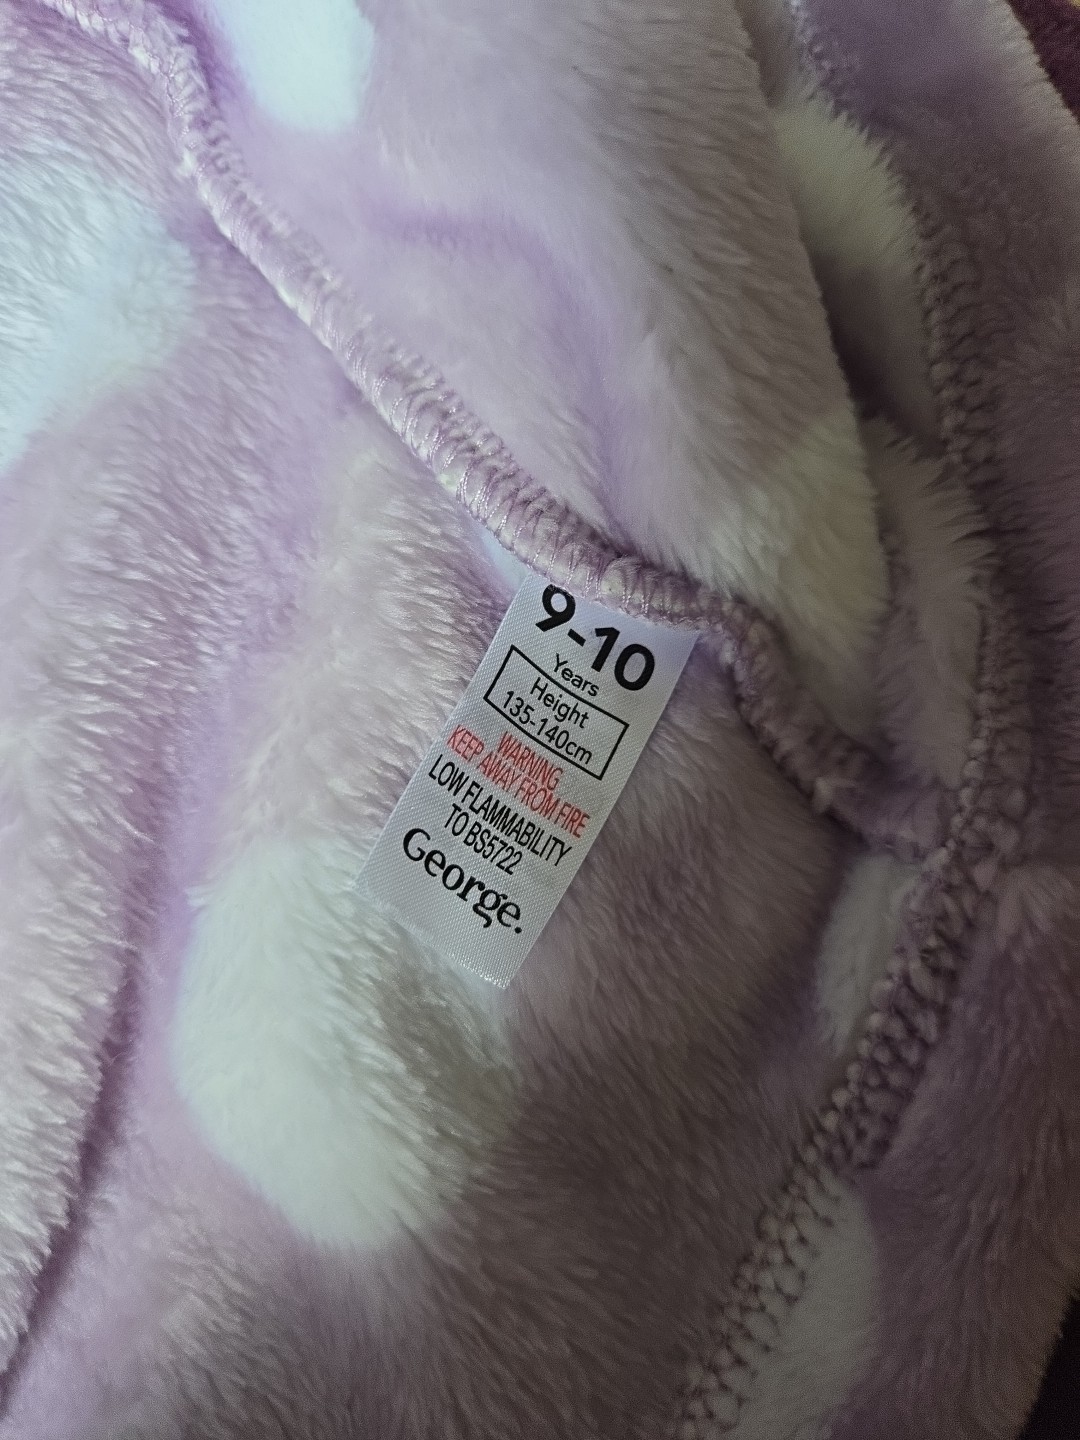 9-10
Years
Height
135-140cm
WARNING
KEEP AWAY FROM FIRE
LOW FLAMMABILITY
TO BS5722
George.